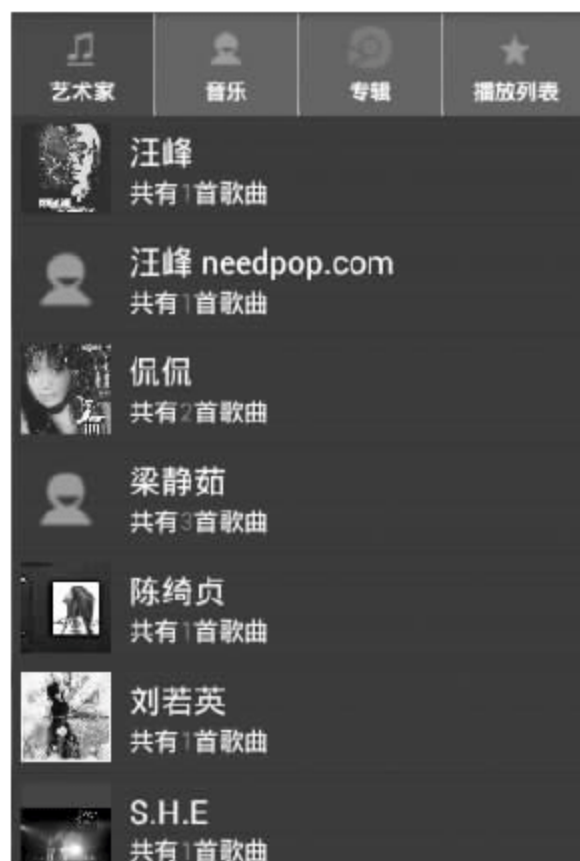 艺术家 音乐 专辑 播放列表
汪峰
共有1首歌曲
汪峰 needpop.com
共有1首歌曲
侃侃
共有2首歌曲
梁静茹
共有3首歌曲
陈绮贞
共有1首歌曲
刘若英
共有1首歌曲
S.H.E
共有1首歌曲